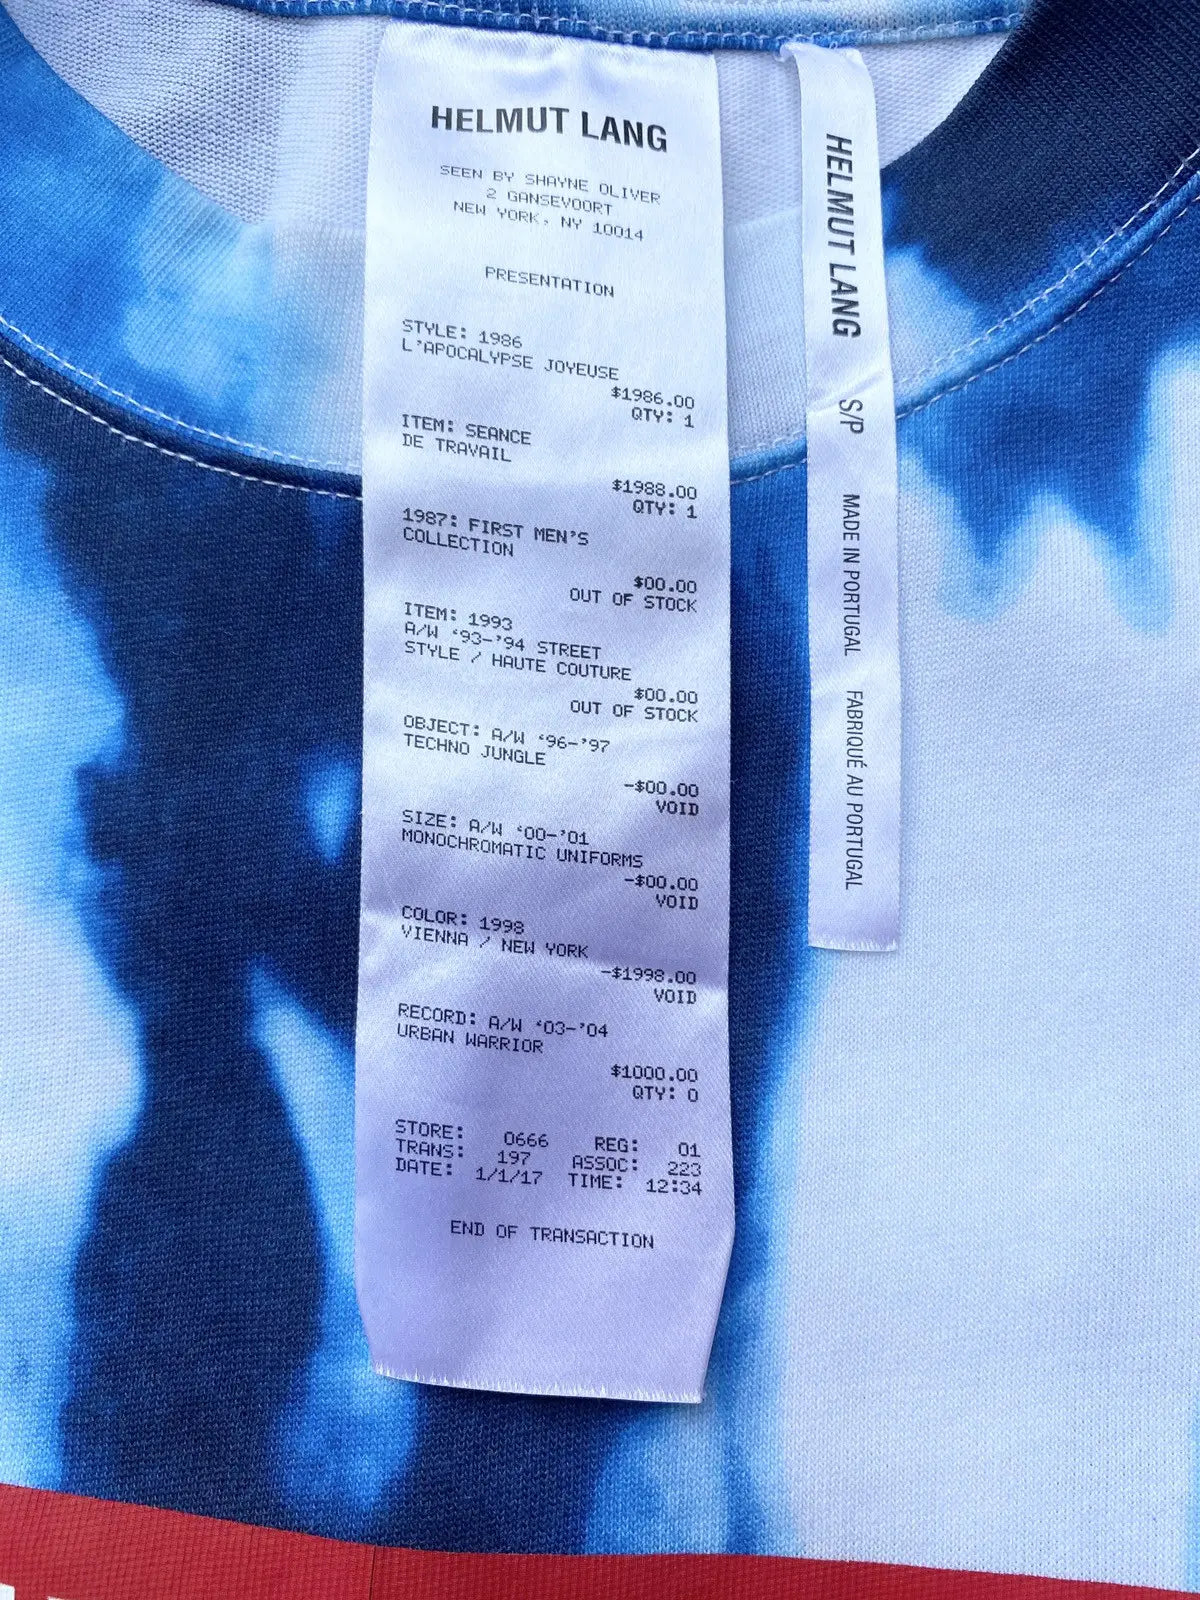 HELMUT LANG
SEEN BY SHAYNE OLIVER
2 GANSEVOORT
NEW YORK, NY 10014
PRESENTATION
STYLE: 1986
L'APOCALYPSE JOYEUSE
$1986.00
QTY: 1
ITEM: SEANCE
DE TRAVAIL
$1988.00
QTY: 1
1987: FIRST MEN'S
COLLECTION
$00.00
OUT OF STOCK
ITEM: 1993
A/W ‘93-’94 STREET
STYLE / HAUTE COUTURE
$00.00
OUT OF STOCK
OBJECT: A/W ‘96-’97
TECHNO JUNGLE
-$00.00
VOID
SIZE: A/W ‘00-’01
MONOCHROMATIC UNIFORMS
-$00.00
VOID
COLOR: 1998
VIENNA / NEW YORK
-$1998.00
VOID
RECORD: A/W ‘03-’04
URBAN WARRIOR
$1000.00
QTY: 0
STORE: 0666 REG: 01
TRANS: 197 ASSOC: 223
DATE: 1/1/17 TIME: 12:34
END OF TRANSACTION
HELMUT LANG S/P MADE IN PORTUGAL FABRIQUÉ AU PORTUGAL